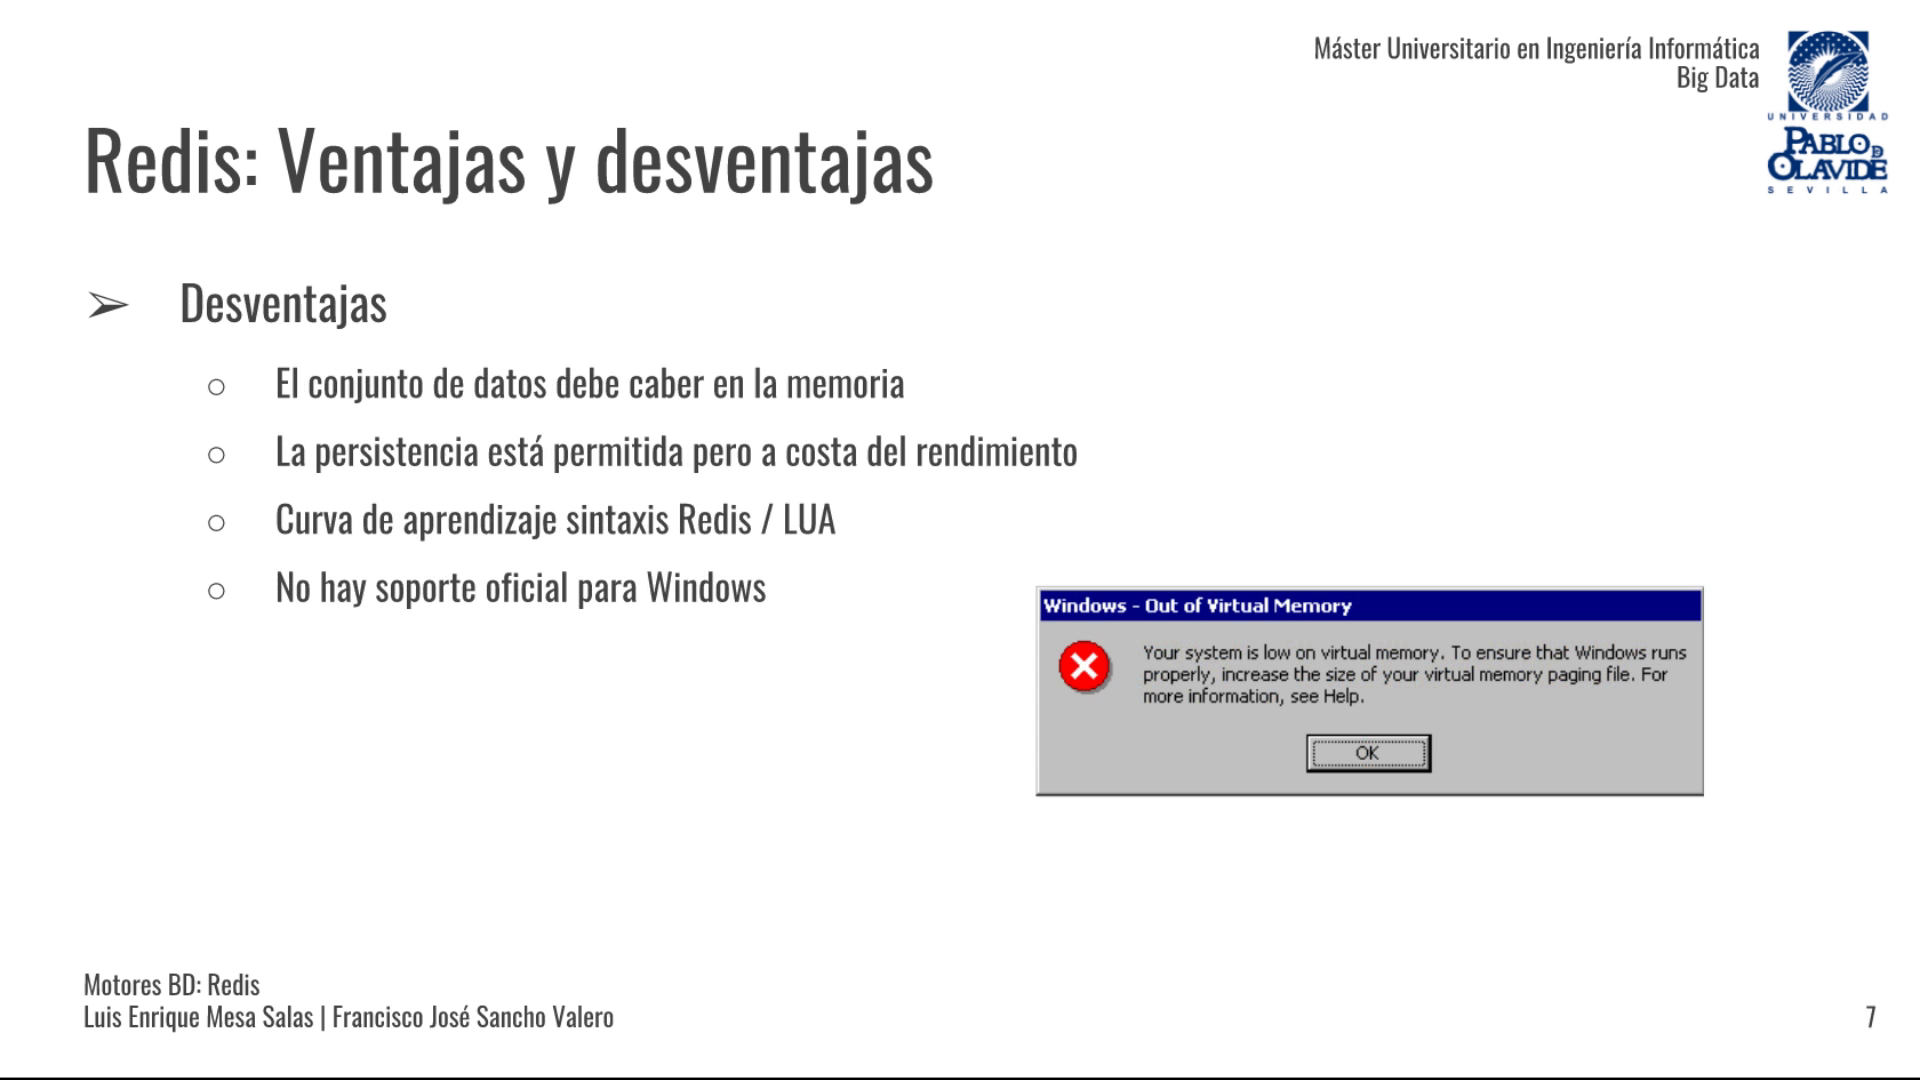 Máster Universitario en Ingeniería Informática
Big Data
UNIVERSIDAD
PABLO DE
OLAVIDE
SEVILLA
Redis: Ventajas y desventajas
➢ Desventajas
○ El conjunto de datos debe caber en la memoria
○ La persistencia está permitida pero a costa del rendimiento
○ Curva de aprendizaje sintaxis Redis / LUA
○ No hay soporte oficial para Windows
Windows - Out of Virtual Memory
Your system is low on virtual memory. To ensure that Windows runs
properly, increase the size of your virtual memory paging file. For
more information, see Help.
OK
Motores BD: Redis
Luis Enrique Mesa Salas | Francisco José Sancho Valero
7